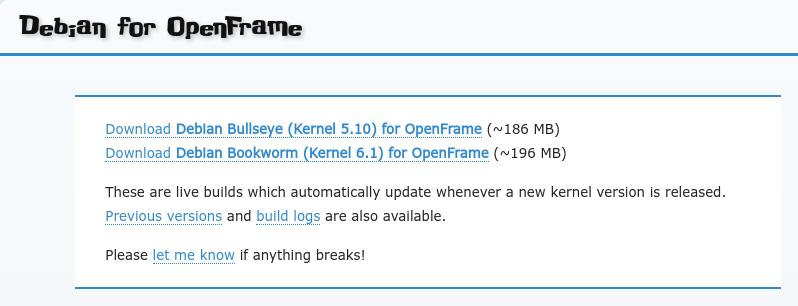 Debian for OpenFrame
Download Debian Bullseye (Kernel 5.10) for OpenFrame (~186 MB)
Download Debian Bookworm (Kernel 6.1) for OpenFrame (~196 MB)
These are live builds which automatically update whenever a new kernel version is released.
Previous versions and build logs are also available.
Please let me know if anything breaks!